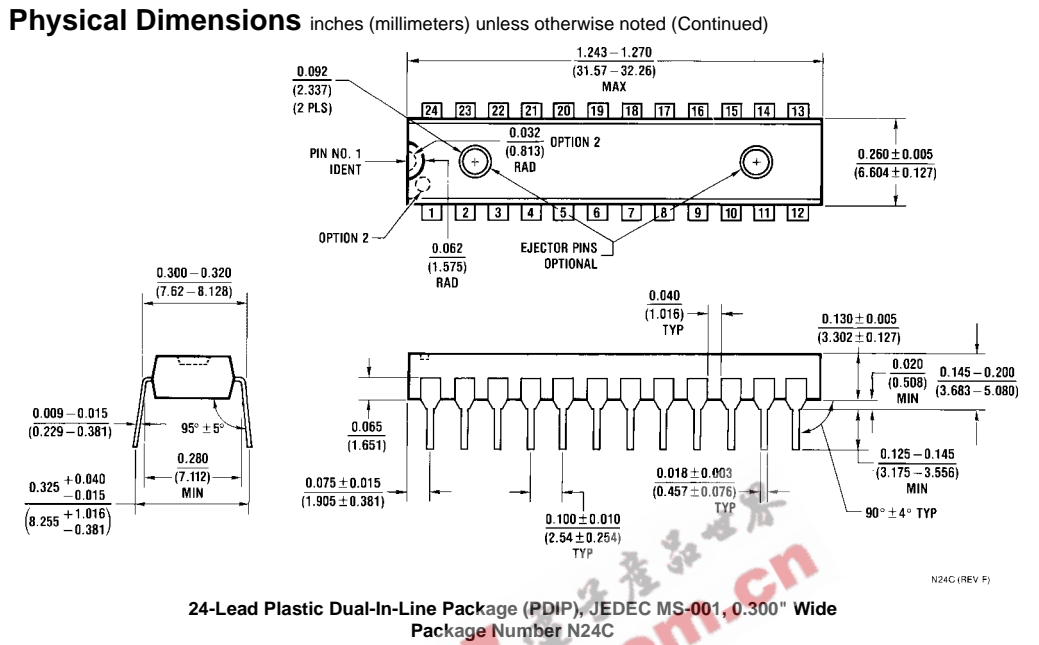 Physical Dimensions inches (millimeters) unless otherwise noted (Continued)
1.243 – 1.270
(31.57 – 32.26)
MAX
0.092
(2.337)
(2 PLS)
24 23 22 21 20 19 18 17 16 15 14 13
0.032
(0.813)
RAD
OPTION 2
PIN NO. 1
IDENT
0.260 ± 0.005
(6.604 ± 0.127)
1 2 3 4 5 6 7 8 9 10 11 12
OPTION 2
0.062
(1.575)
RAD
EJECTOR PINS
OPTIONAL
0.300 – 0.320
(7.62 – 8.128)
0.040
(1.016)
TYP
0.130 ± 0.005
(3.302 ± 0.127)
0.020
(0.508)
MIN
0.145 – 0.200
(3.683 – 5.080)
0.009 – 0.015
(0.229 – 0.381)
95° ± 5°
0.280
(7.112)
MIN
0.065
(1.651)
0.125 – 0.145
(3.175 – 3.556)
MIN
0.325 +0.040 –0.015
(8.255 +1.016 –0.381)
0.075 ± 0.015
(1.905 ± 0.381)
0.018 ± 0.003
(0.457 ± 0.076)
TYP
0.100 ± 0.010
(2.54 ± 0.254)
TYP
90° ± 4° TYP
N24C (REV F)
24-Lead Plastic Dual-In-Line Package (PDIP), JEDEC MS-001, 0.300" Wide
Package Number N24C
電子產品世界
.cn